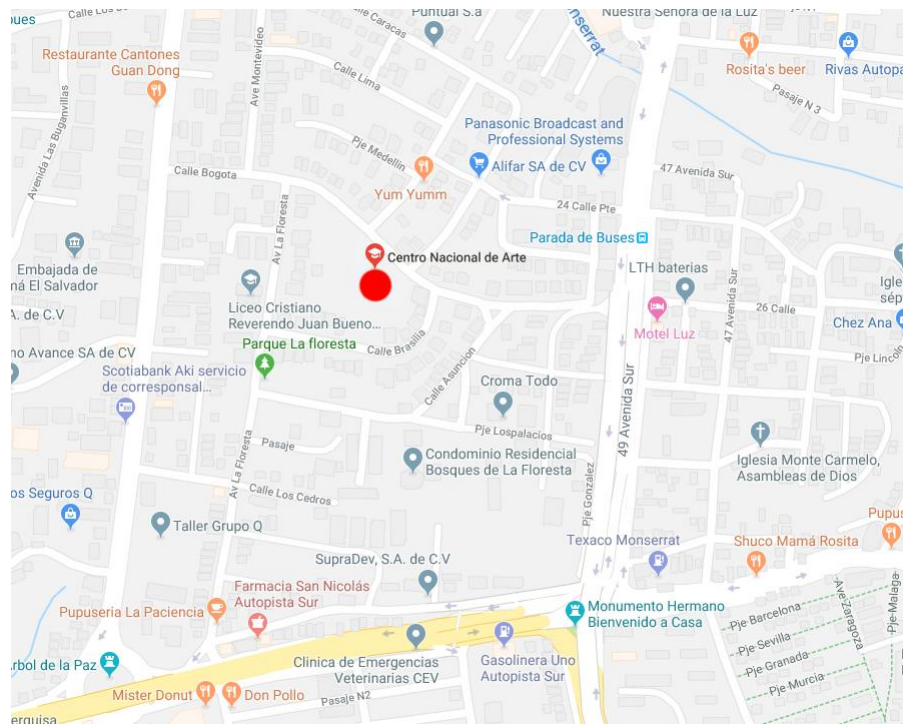 Calle Los
Puntual S.a
Nuestra Señora de la Luz
Calle Caracas
Restaurante Cantones
Guan Dong
Ave Montevideo
Calle Lima
Rosita's beer
Rivas Autopa
Pasaje N 3
Avenida Las Buganvillas
Panasonic Broadcast and
Professional Systems
Pje Medellin
Alifar SA de CV
Calle Bogota
47 Avenida Sur
Yum Yumm
Av La Floresta
24 Calle Pte
Parada de Buses
Centro Nacional de Arte
Embajada de
má El Salvador
LTH baterias
Liceo Cristiano
Reverendo Juan Bueno...
47 Avenida Sur
26 Calle
Igle
sép
A. de C.V
Motel Luz
Chez Ana
Parque La floresta
Calle Brasilia
no Avance SA de CV
Pje Lincoln
Scotiabank Aki servicio
de corresponsal...
Calle Asuncion
Croma Todo
49 Avenida Sur
Pje Lospalacios
Pasaje
Av La Floresta
Condominio Residencial
Bosques de La Floresta
Iglesia Monte Carmelo,
Asambleas de Dios
Calle Los Cedros
os Seguros Q
Pje Gonzalez
Taller Grupo Q
Texaco Monserrat
Shuco Mamá Rosita
Pupus
SupraDev, S.A. de C.V
Farmacia San Nicolás
Autopista Sur
Pupuseria La Paciencia
Monumento Hermano
Bienvenido a Casa
Pje Barcelona
Ave-Zaragoza
Pje-Malaga
Pje Sevilla
Arbol de la Paz
Clinica de Emergencias
Veterinarias CEV
Gasolinera Uno
Autopista Sur
Pje Granada
Pje Murcia
Mister Donut
Don Pollo
Pasaje N2
erquisa